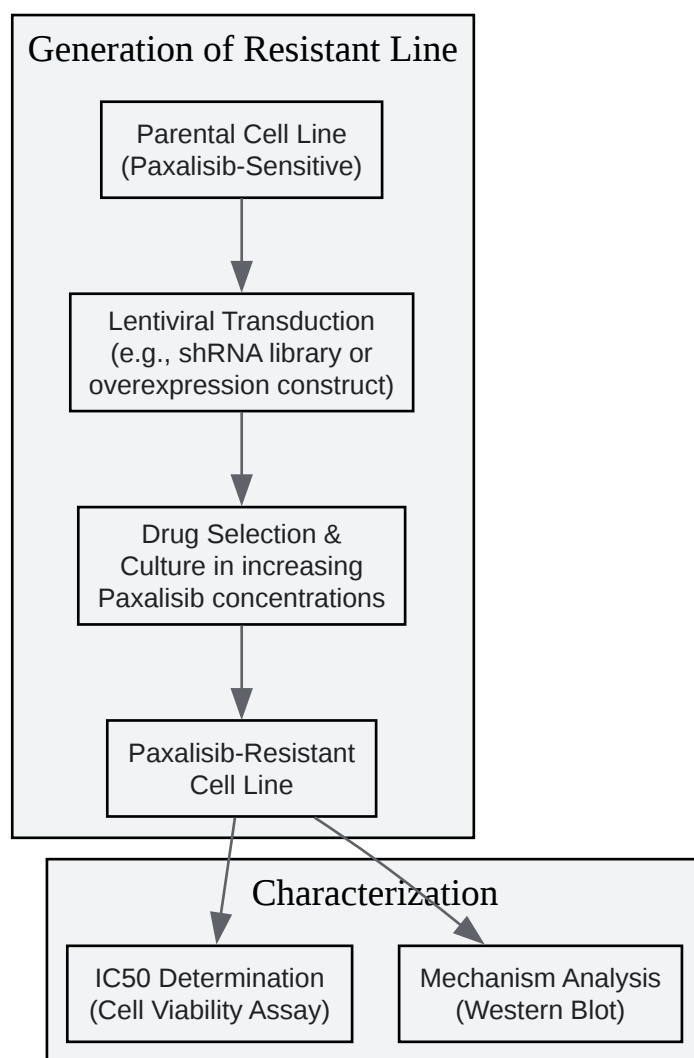 Generation of Resistant Line
Parental Cell Line
(Paxalisib-Sensitive)
Lentiviral Transduction
(e.g., shRNA library or
overexpression construct)
Drug Selection &
Culture in increasing
Paxalisib concentrations
Paxalisib-Resistant
Cell Line
Characterization
IC50 Determination
(Cell Viability Assay)
Mechanism Analysis
(Western Blot)